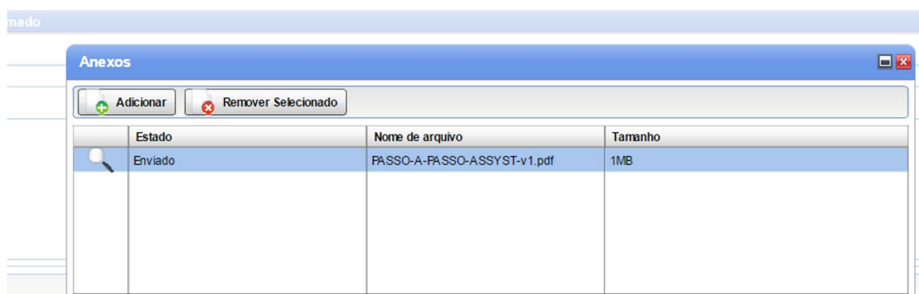 mado
Anexos
Adicionar Remover Selecionado
Estado Nome de arquivo Tamanho
Enviado PASSO-A-PASSO-ASSYST-v1.pdf 1MB